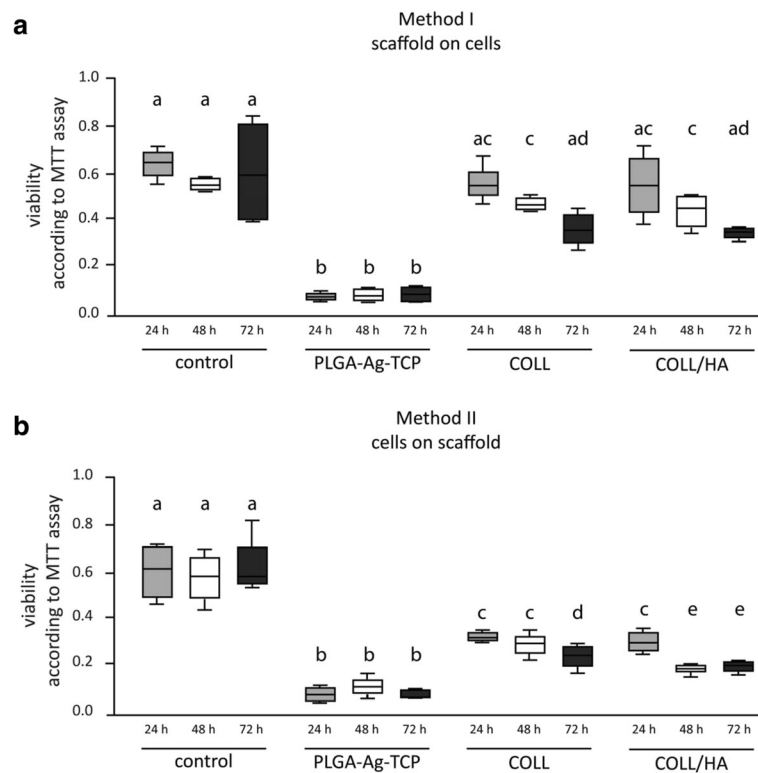 a
Method I
scaffold on cells
viability
according to MTT assay
1.0
0.8
0.6
0.4
0.2
0.0
a a a
b b b
ac c ad
ac c ad
24 h 48 h 72 h 24 h 48 h 72 h 24 h 48 h 72 h 24 h 48 h 72 h
control PLGA-Ag-TCP COLL COLL/HA
b
Method II
cells on scaffold
viability
according to MTT assay
1.0
0.8
0.6
0.4
0.2
0.0
a a a
b b b
c c d
c e e
24 h 48 h 72 h 24 h 48 h 72 h 24 h 48 h 72 h 24 h 48 h 72 h
control PLGA-Ag-TCP COLL COLL/HA